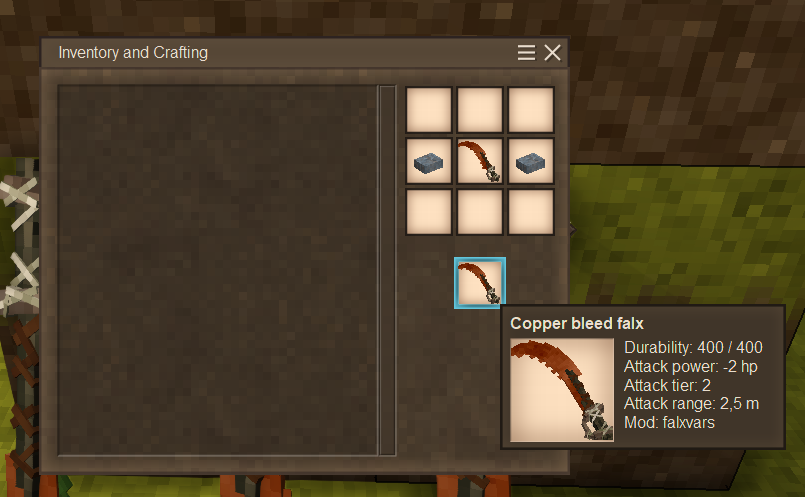 Inventory and Crafting
Copper bleed falx
Durability: 400 / 400
Attack power: -2 hp
Attack tier: 2
Attack range: 2,5 m
Mod: falxvars